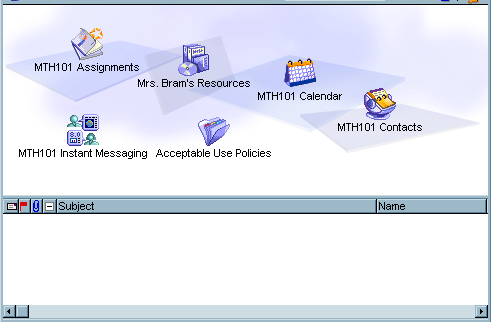 MTH101 Assignments
Mrs. Bram's Resources
MTH101 Calendar
MTH101 Contacts
MTH101 Instant Messaging
Acceptable Use Policies
Subject
Name